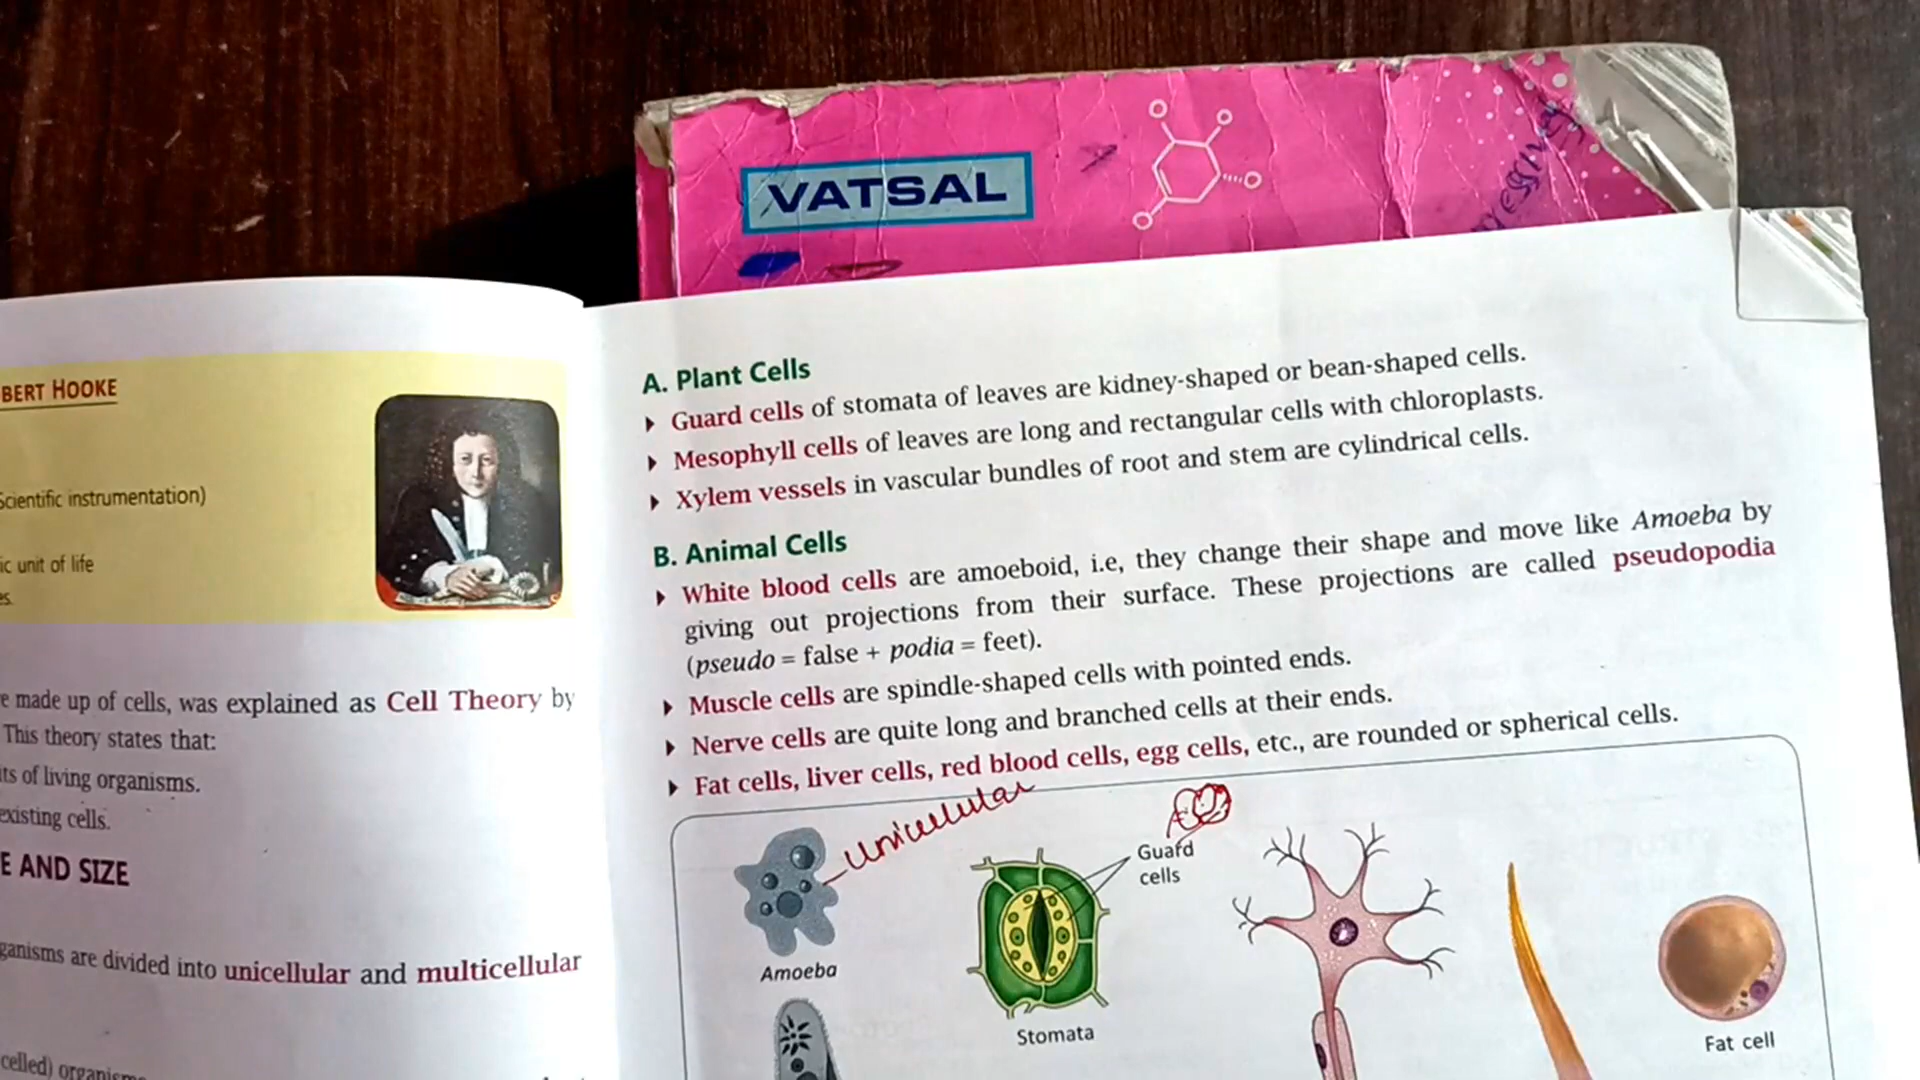 VATSAL
BERT HOOKE
Scientific instrumentation)
ic unit of life
es.
e made up of cells, was explained as Cell Theory by
This theory states that:
its of living organisms.
existing cells.
E AND SIZE
ganisms are divided into unicellular and multicellular
celled)
A. Plant Cells
Guard cells of stomata of leaves are kidney-shaped or bean-shaped cells.
Mesophyll cells of leaves are long and rectangular cells with chloroplasts.
Xylem vessels in vascular bundles of root and stem are cylindrical cells.
B. Animal Cells
White blood cells are amoeboid, i.e, they change their shape and move like Amoeba by
giving out projections from their surface. These projections are called pseudopodia
(pseudo = false + podia = feet).
Muscle cells are spindle-shaped cells with pointed ends.
Nerve cells are quite long and branched cells at their ends.
Fat cells, liver cells, red blood cells, egg cells, etc., are rounded or spherical cells.
unicellular
Guard
cells
Amoeba
Stomata
Fat cell